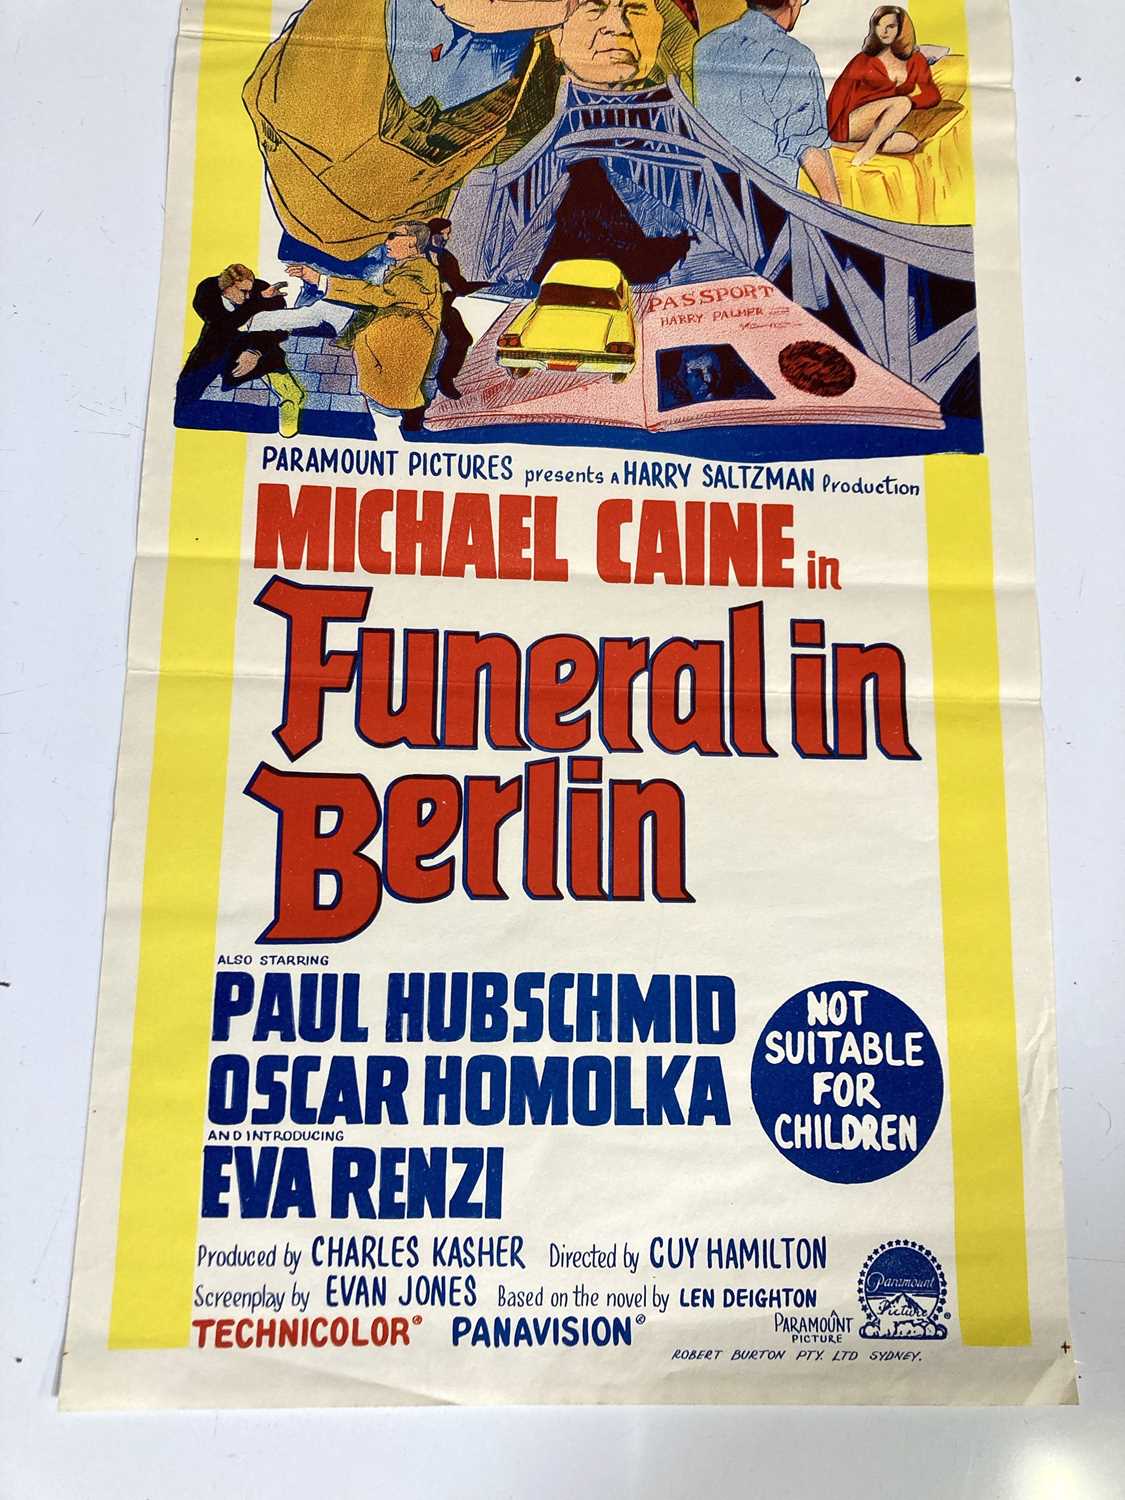 PASSPORT
HARRY PALMER
PARAMOUNT PICTURES presents A HARRY SALTZMAN Production
MICHAEL CAINE in
Funeral in
Berlin
ALSO STARRING
PAUL HUBSCHMID
OSCAR HOMOLKA
AND INTRODUCING
EVA RENZI
NOT
SUITABLE
FOR
CHILDREN
Produced by CHARLES KASHER Directed by GUY HAMILTON
Screenplay by EVAN JONES Based on the novel by LEN DEIGHTON
TECHNICOLOR® PANAVISION®
A
PARAMOUNT
PICTURE
Paramount
Picture
ROBERT BURTON PTY. LTD SYDNEY.